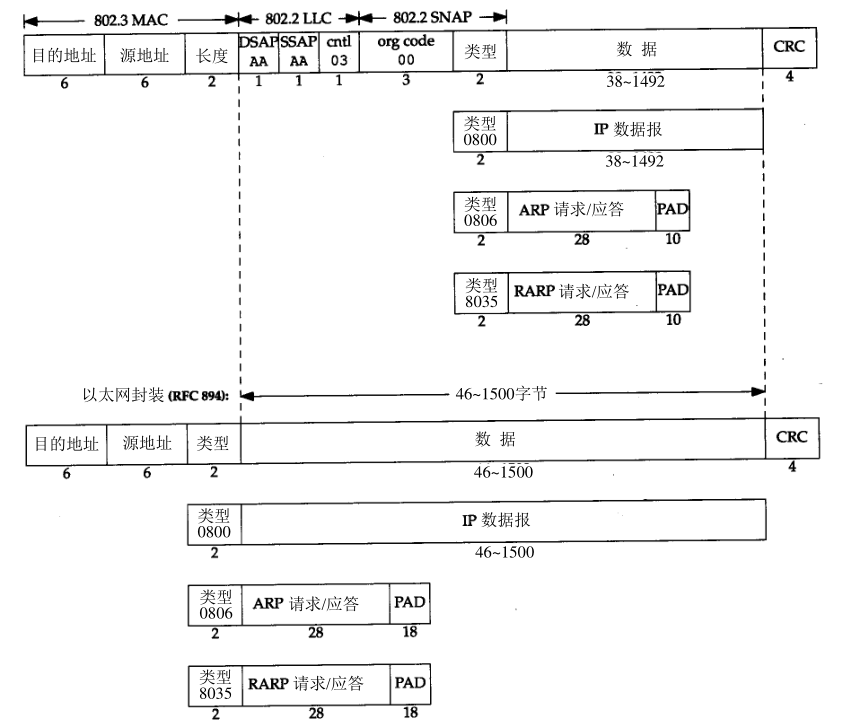 802.3 MAC 802.2 LLC 802.2 SNAP
目的地址 源地址 长度 DSAP AA SSAP AA cntl 03 org code 00 类型 数 据 CRC
6 6 2 1 1 1 3 2 38~1492 4
类型 0800 IP 数据报
2 38~1492
类型 0806 ARP 请求/应答 PAD
2 28 10
类型 8035 RARP 请求/应答 PAD
2 28 10
以太网封装 (RFC 894): 46~1500字节
目的地址 源地址 类型 数 据 CRC
6 6 2 46~1500 4
类型 0800 IP 数据报
2 46~1500
类型 0806 ARP 请求/应答 PAD
2 28 18
类型 8035 RARP 请求/应答 PAD
2 28 18